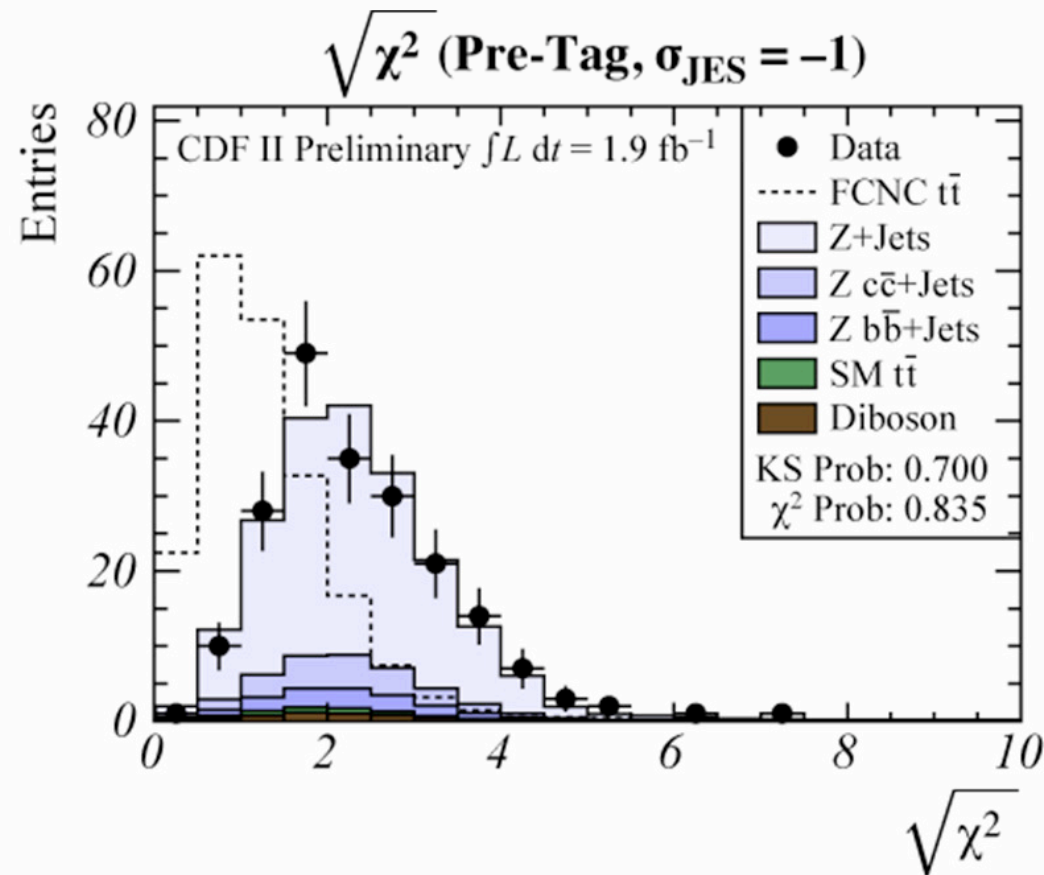 √χ² (Pre-Tag, σJES = −1)
Entries
80
60
40
20
0
CDF II Preliminary ∫L dt = 1.9 fb⁻¹
Data
FCNC tt̄
Z+Jets
Z cc̄+Jets
Z bb̄+Jets
SM tt̄
Diboson
KS Prob: 0.700
χ² Prob: 0.835
0 2 4 6 8 10
√χ²